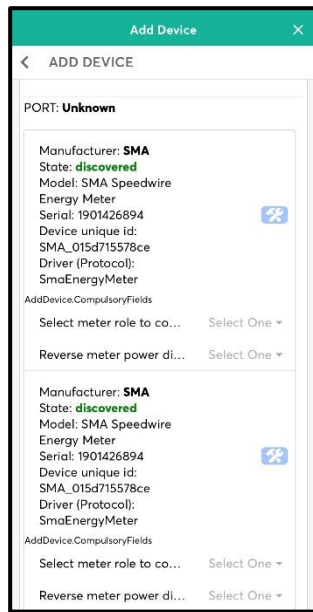 Add Device ×
< ADD DEVICE
PORT: Unknown
Manufacturer: SMA
State: discovered
Model: SMA Speedwire
Energy Meter
Serial: 1901426894
Device unique id:
SMA_015d715578ce
Driver (Protocol):
SmaEnergyMeter
AddDevice.CompulsoryFields
Select meter role to co... Select One
Reverse meter power di... Select One
Manufacturer: SMA
State: discovered
Model: SMA Speedwire
Energy Meter
Serial: 1901426894
Device unique id:
SMA_015d715578ce
Driver (Protocol):
SmaEnergyMeter
AddDevice.CompulsoryFields
Select meter role to co... Select One
Reverse meter power di... Select One